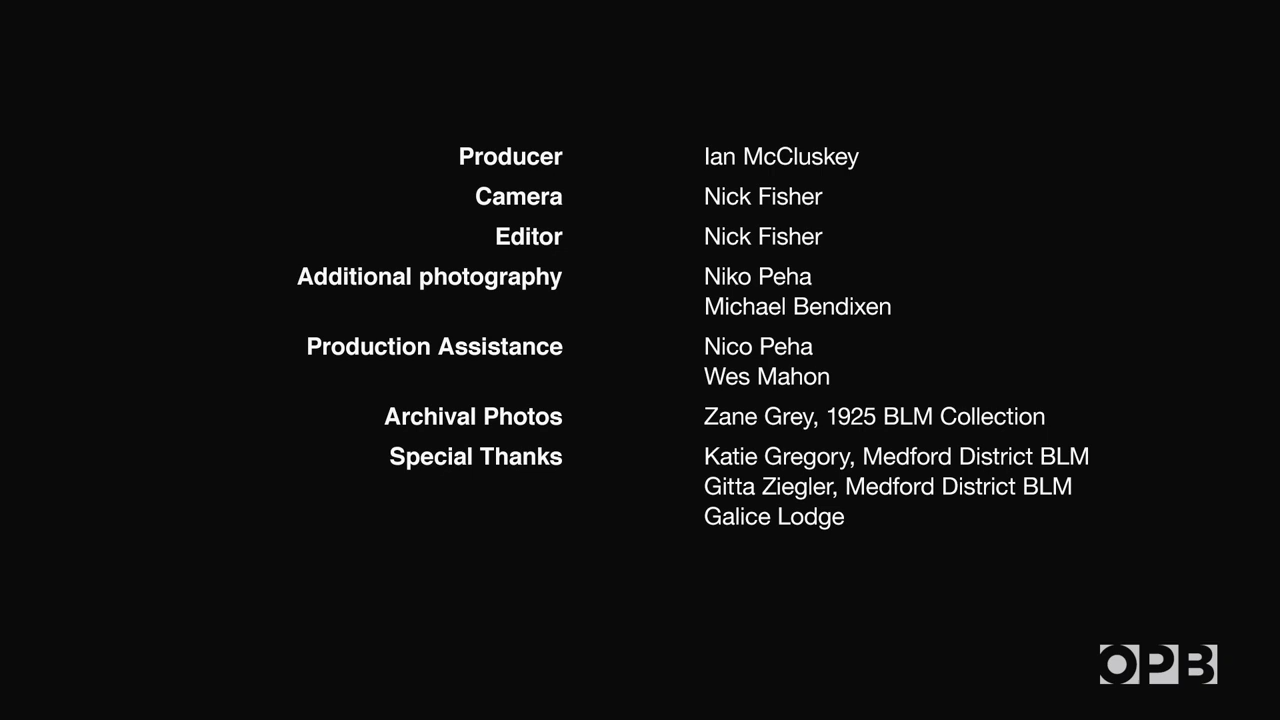 Producer Ian McCluskey
Camera Nick Fisher
Editor Nick Fisher
Additional photography Niko Peha
Michael Bendixen
Production Assistance Nico Peha
Wes Mahon
Archival Photos Zane Grey, 1925 BLM Collection
Special Thanks Katie Gregory, Medford District BLM
Gitta Ziegler, Medford District BLM
Galice Lodge
OPB